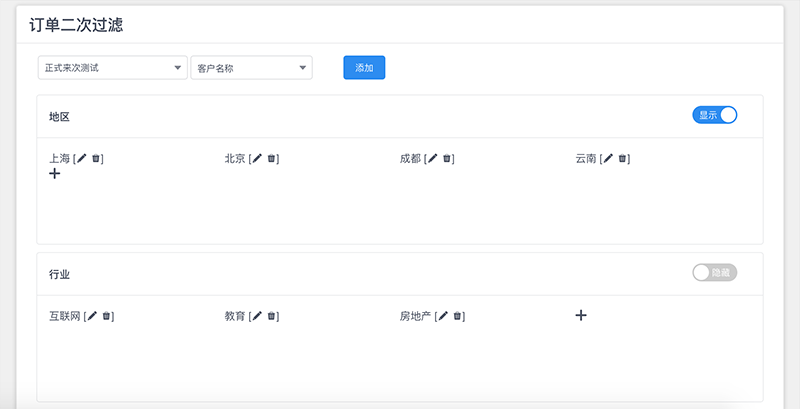 订单二次过滤
正式来次测试 客户名称 添加
地区 显示
上海 [ ] 北京 [ ] 成都 [ ] 云南 [ ]
行业 隐藏
互联网 [ ] 教育 [ ] 房地产 [ ]